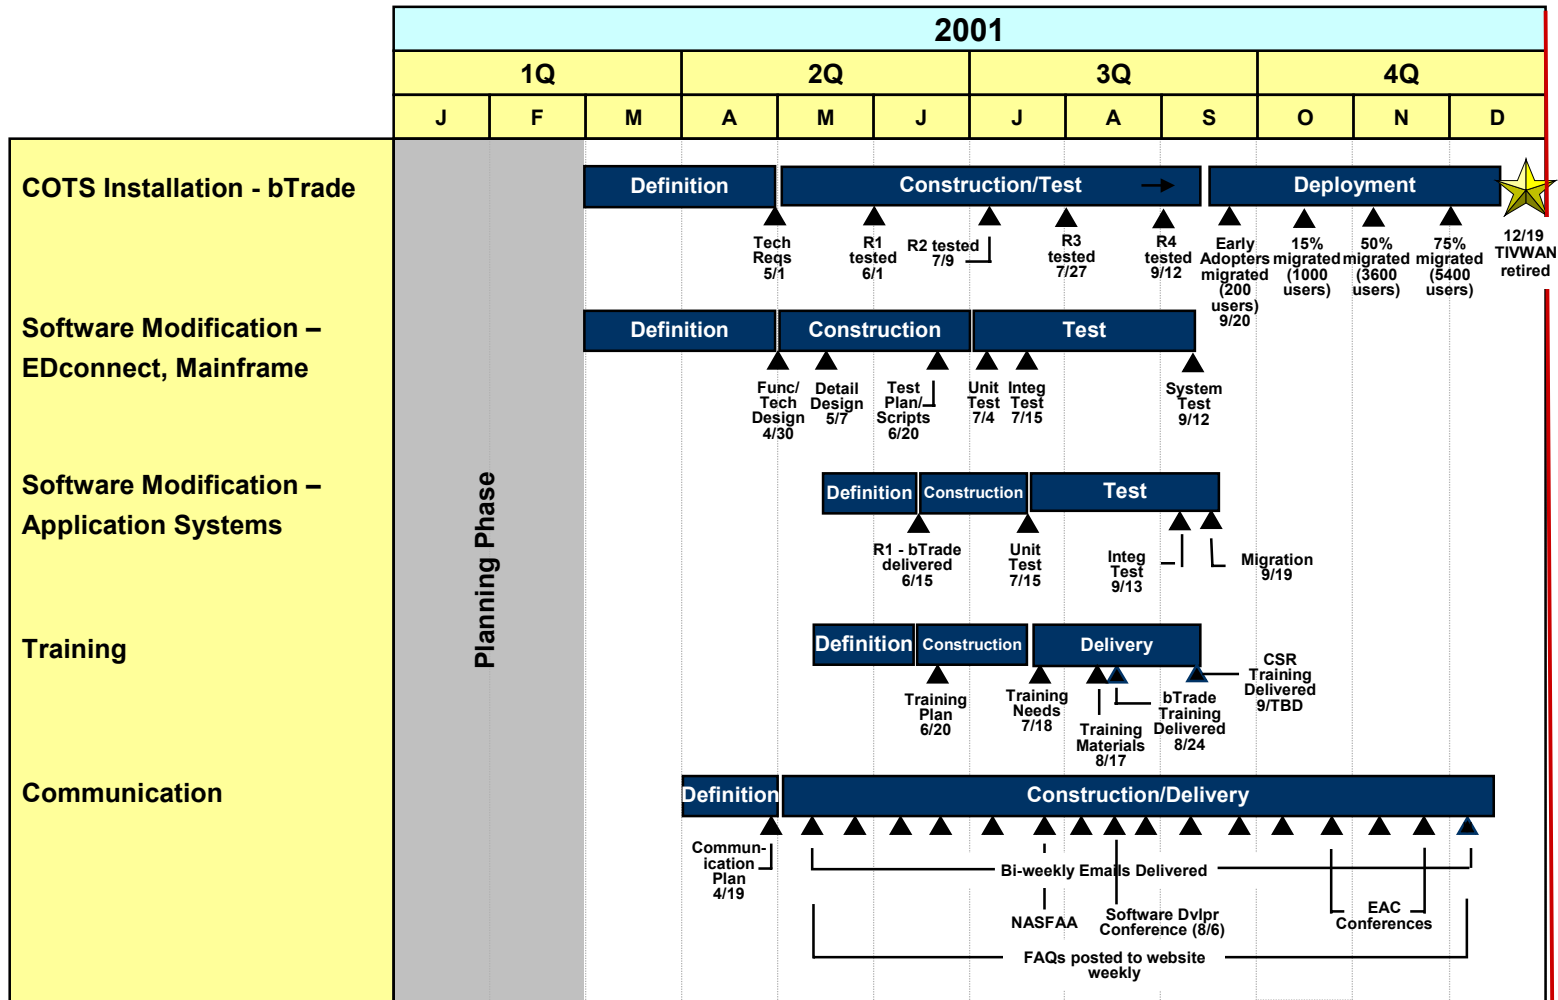 2001
1Q
2Q
3Q
4Q
J
F
M
A
M
J
J
A
S
O
N
D
Planning Phase
COTS Installation - bTrade
Definition
Construction/Test
Deployment
Tech
Reqs
5/1
R1
tested
6/1
R2 tested
7/9
R3
tested
7/27
R4
tested
9/12
Early
Adopters
migrated
(200
users)
9/20
15%
migrated
(1000
users)
50%
migrated
(3600
users)
75%
migrated
(5400
users)
12/19
TIVWAN
retired
Software Modification –
EDconnect, Mainframe
Definition
Construction
Test
Func/
Tech
Design
4/30
Detail
Design
5/7
Test
Plan/
Scripts
6/20
Unit
Test
7/4
Integ
Test
7/15
System
Test
9/12
Software Modification –
Application Systems
Definition
Construction
Test
R1 - bTrade
delivered
6/15
Unit
Test
7/15
Integ
Test
9/13
Migration
9/19
Training
Definition
Construction
Delivery
Training
Plan
6/20
Training
Needs
7/18
Training
Materials
8/17
bTrade
Training
Delivered
8/24
CSR
Training
Delivered
9/TBD
Communication
Definition
Construction/Delivery
Commun-
ication
Plan
4/19
Bi-weekly Emails Delivered
NASFAA
Software Dvlpr
Conference (8/6)
EAC
Conferences
FAQs posted to website
weekly